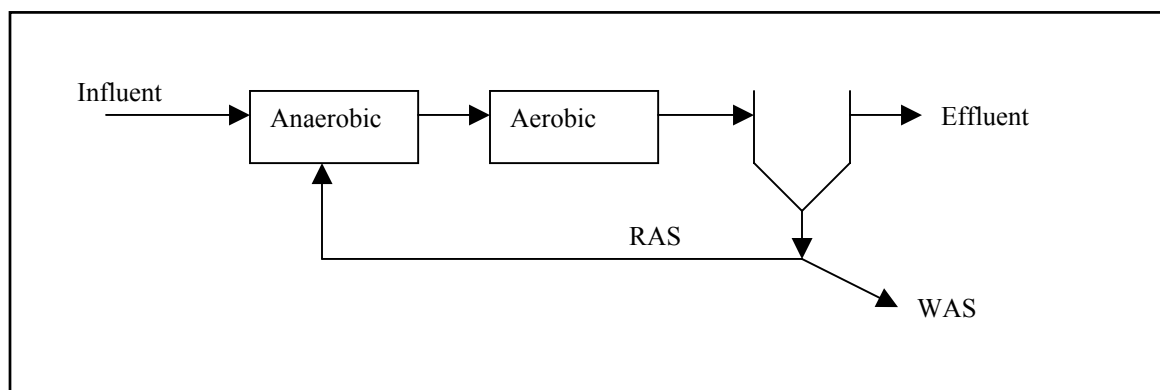 Influent
Anaerobic
Aerobic
Effluent
RAS
WAS